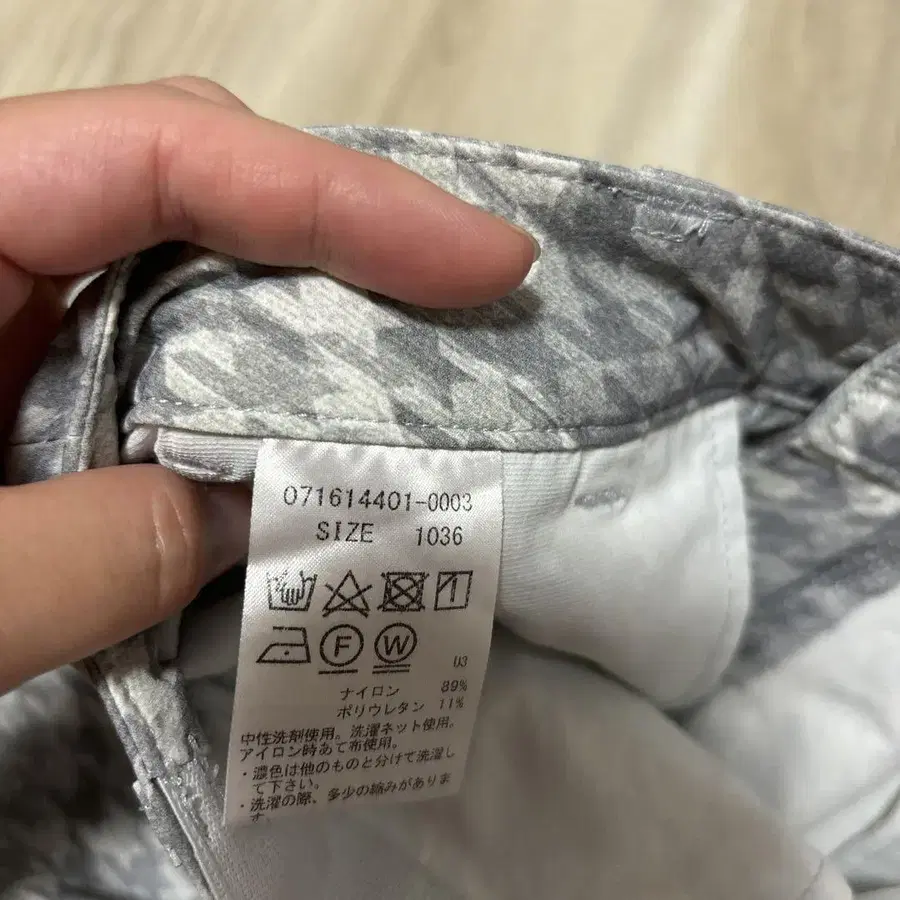 071614401-0003
SIZE 1036
F W
U3
ナイロン 89%
ポリウレタン 11%
中性洗剤使用。洗濯ネット使用。
アイロン時あて布使用。
・濃色は他のものと分けて洗濯し
て下さい。
・洗濯の際、多少の縮みがありま
す。